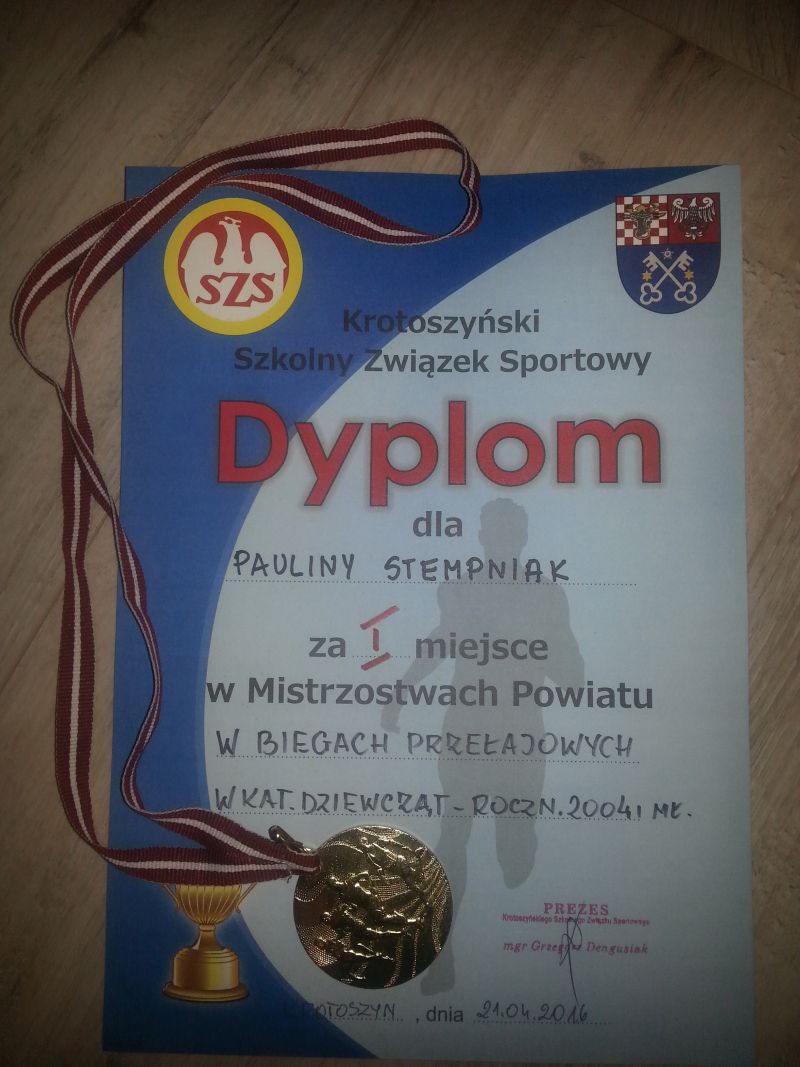 SZS
Krotoszyński
Szkolny Związek Sportowy
Dyplom
dla
PAULINY STEMPNIAK
za I miejsce
w Mistrzostwach Powiatu
W BIEGACH PRZEŁAJOWYCH
W KAT. DZIEWCZĄT - ROCZN. 2004 i MŁ.
PREZES
Krotoszyńskiego Szkolnego Związku Sportowego
mgr Grzegorz Dengusiak
KROTOSZYN, dnia 21.04.2016